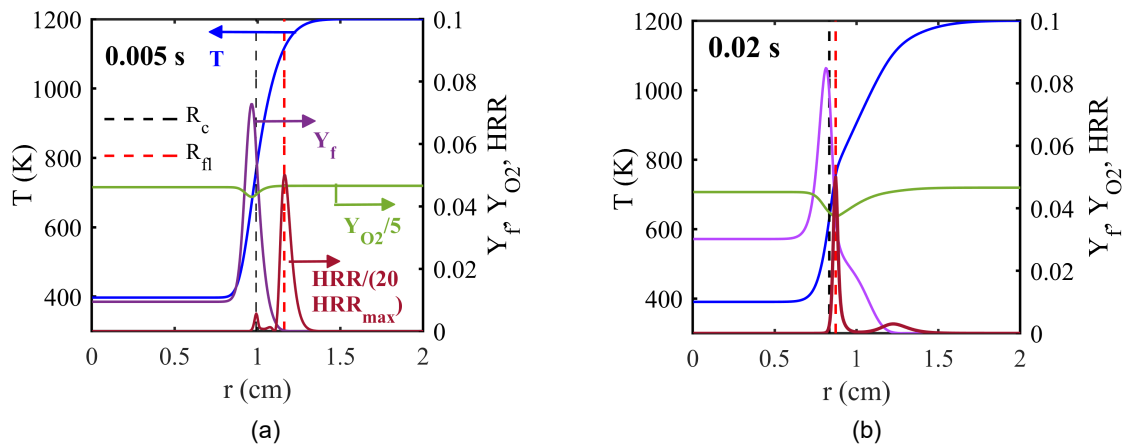 1200
1000
800
600
400
T (K)
0.1
0.08
0.06
0.04
0.02
0
Y_f, Y_O2, HRR
0.005 s
T
R_c
R_fl
Y_f
Y_O2/5
HRR/(20
HRR_max)
0 0.5 1 1.5 2
r (cm)
(a)
1200
1000
800
600
400
T (K)
0.1
0.08
0.06
0.04
0.02
0
Y_f, Y_O2, HRR
0.02 s
0 0.5 1 1.5 2
r (cm)
(b)